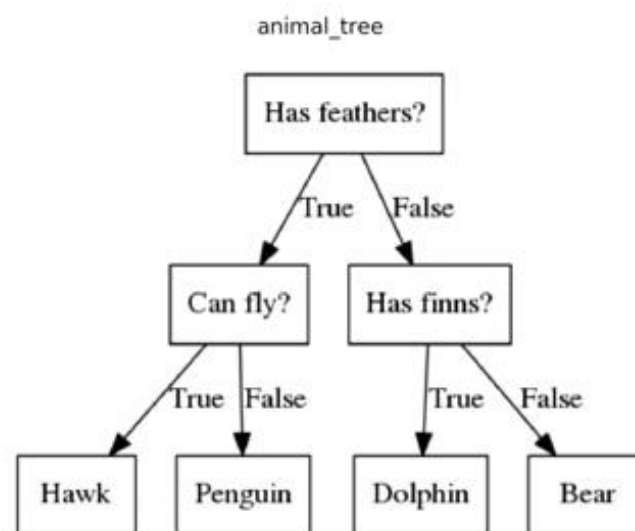 animal_tree
Has feathers?
True False
Can fly? Has finns?
True False True False
Hawk Penguin Dolphin Bear